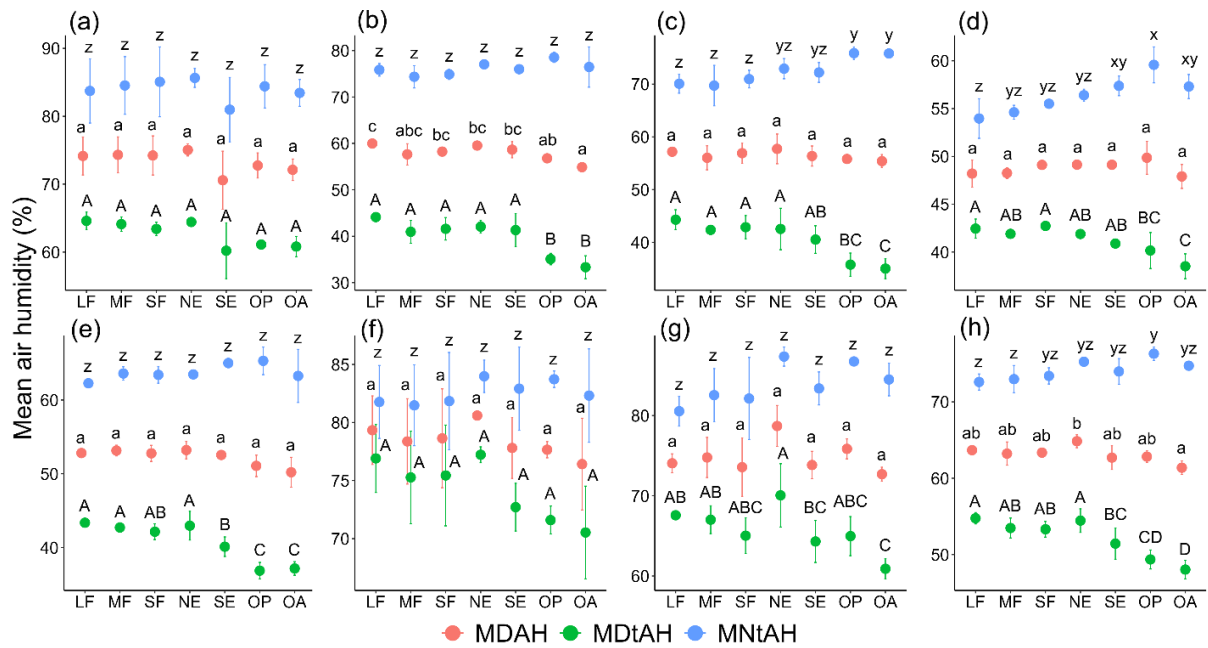 (a) (b) (c) (d)
Mean air humidity (%)
90
80
70
60
z z z z z z z
a a a a a a a
A A A A A A A
LF MF SF NE SE OP OA
80
70
60
50
40
30
z z z z z z z
c abc bc bc bc ab a
A A A A A B B
LF MF SF NE SE OP OA
70
60
50
40
z z z yz yz y y
a a a a a a a
A A A A AB BC C
LF MF SF NE SE OP OA
60
55
50
45
40
z yz yz yz xy x xy
a a a a a a a
A AB A AB AB BC C
LF MF SF NE SE OP OA
(e) (f) (g) (h)
60
50
40
z z z z z z z
a a a a a a a
A A AB A B C C
LF MF SF NE SE OP OA
85
80
75
70
z z z z z z z
a a a a a a a
A A A A A A A
LF MF SF NE SE OP OA
80
70
60
z z z z z z z
a a a a a a a
AB AB ABC A BC ABC C
LF MF SF NE SE OP OA
70
60
50
z z yz yz yz y yz
ab ab ab b ab ab a
A AB AB A BC CD D
LF MF SF NE SE OP OA
MDAH MDtAH MNtAH